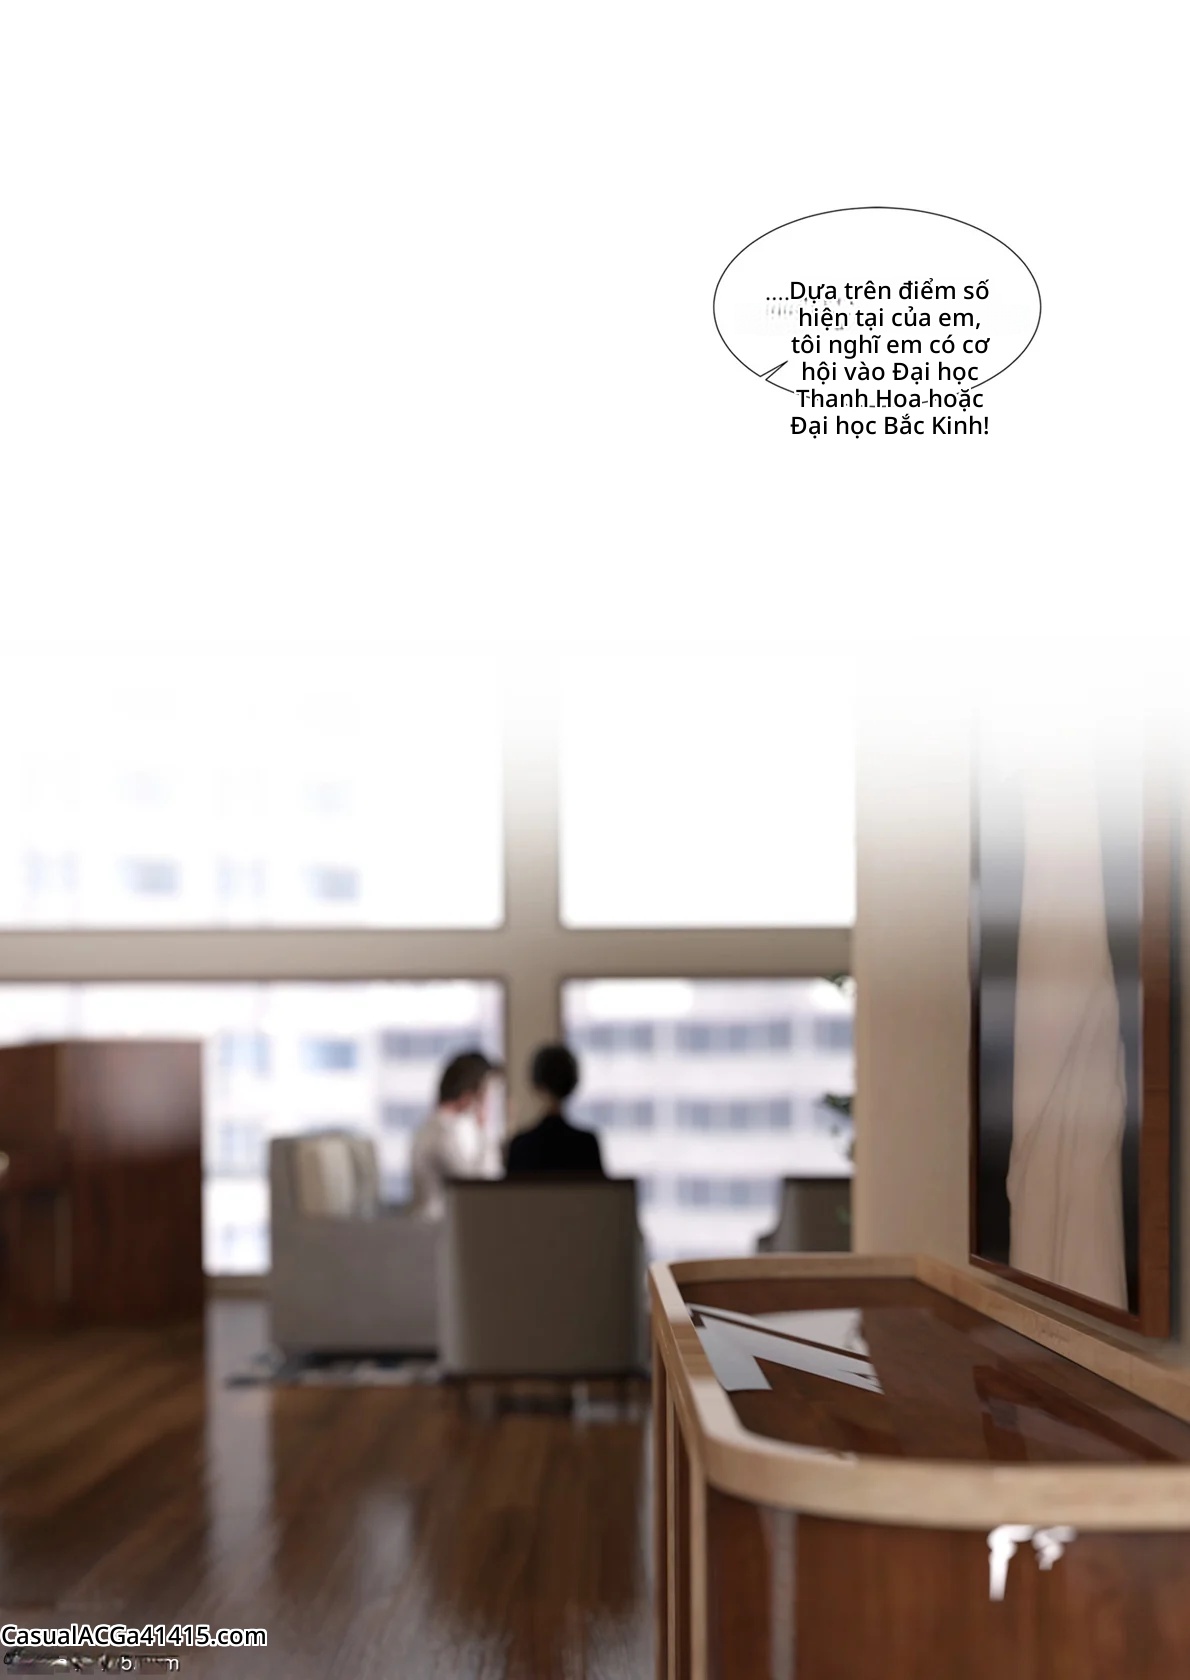 ....Dựa trên điểm số
hiện tại của em,
tôi nghĩ em có cơ
hội vào Đại học
Thanh Hoa hoặc
Đại học Bắc Kinh!
CasualACGa41415.com